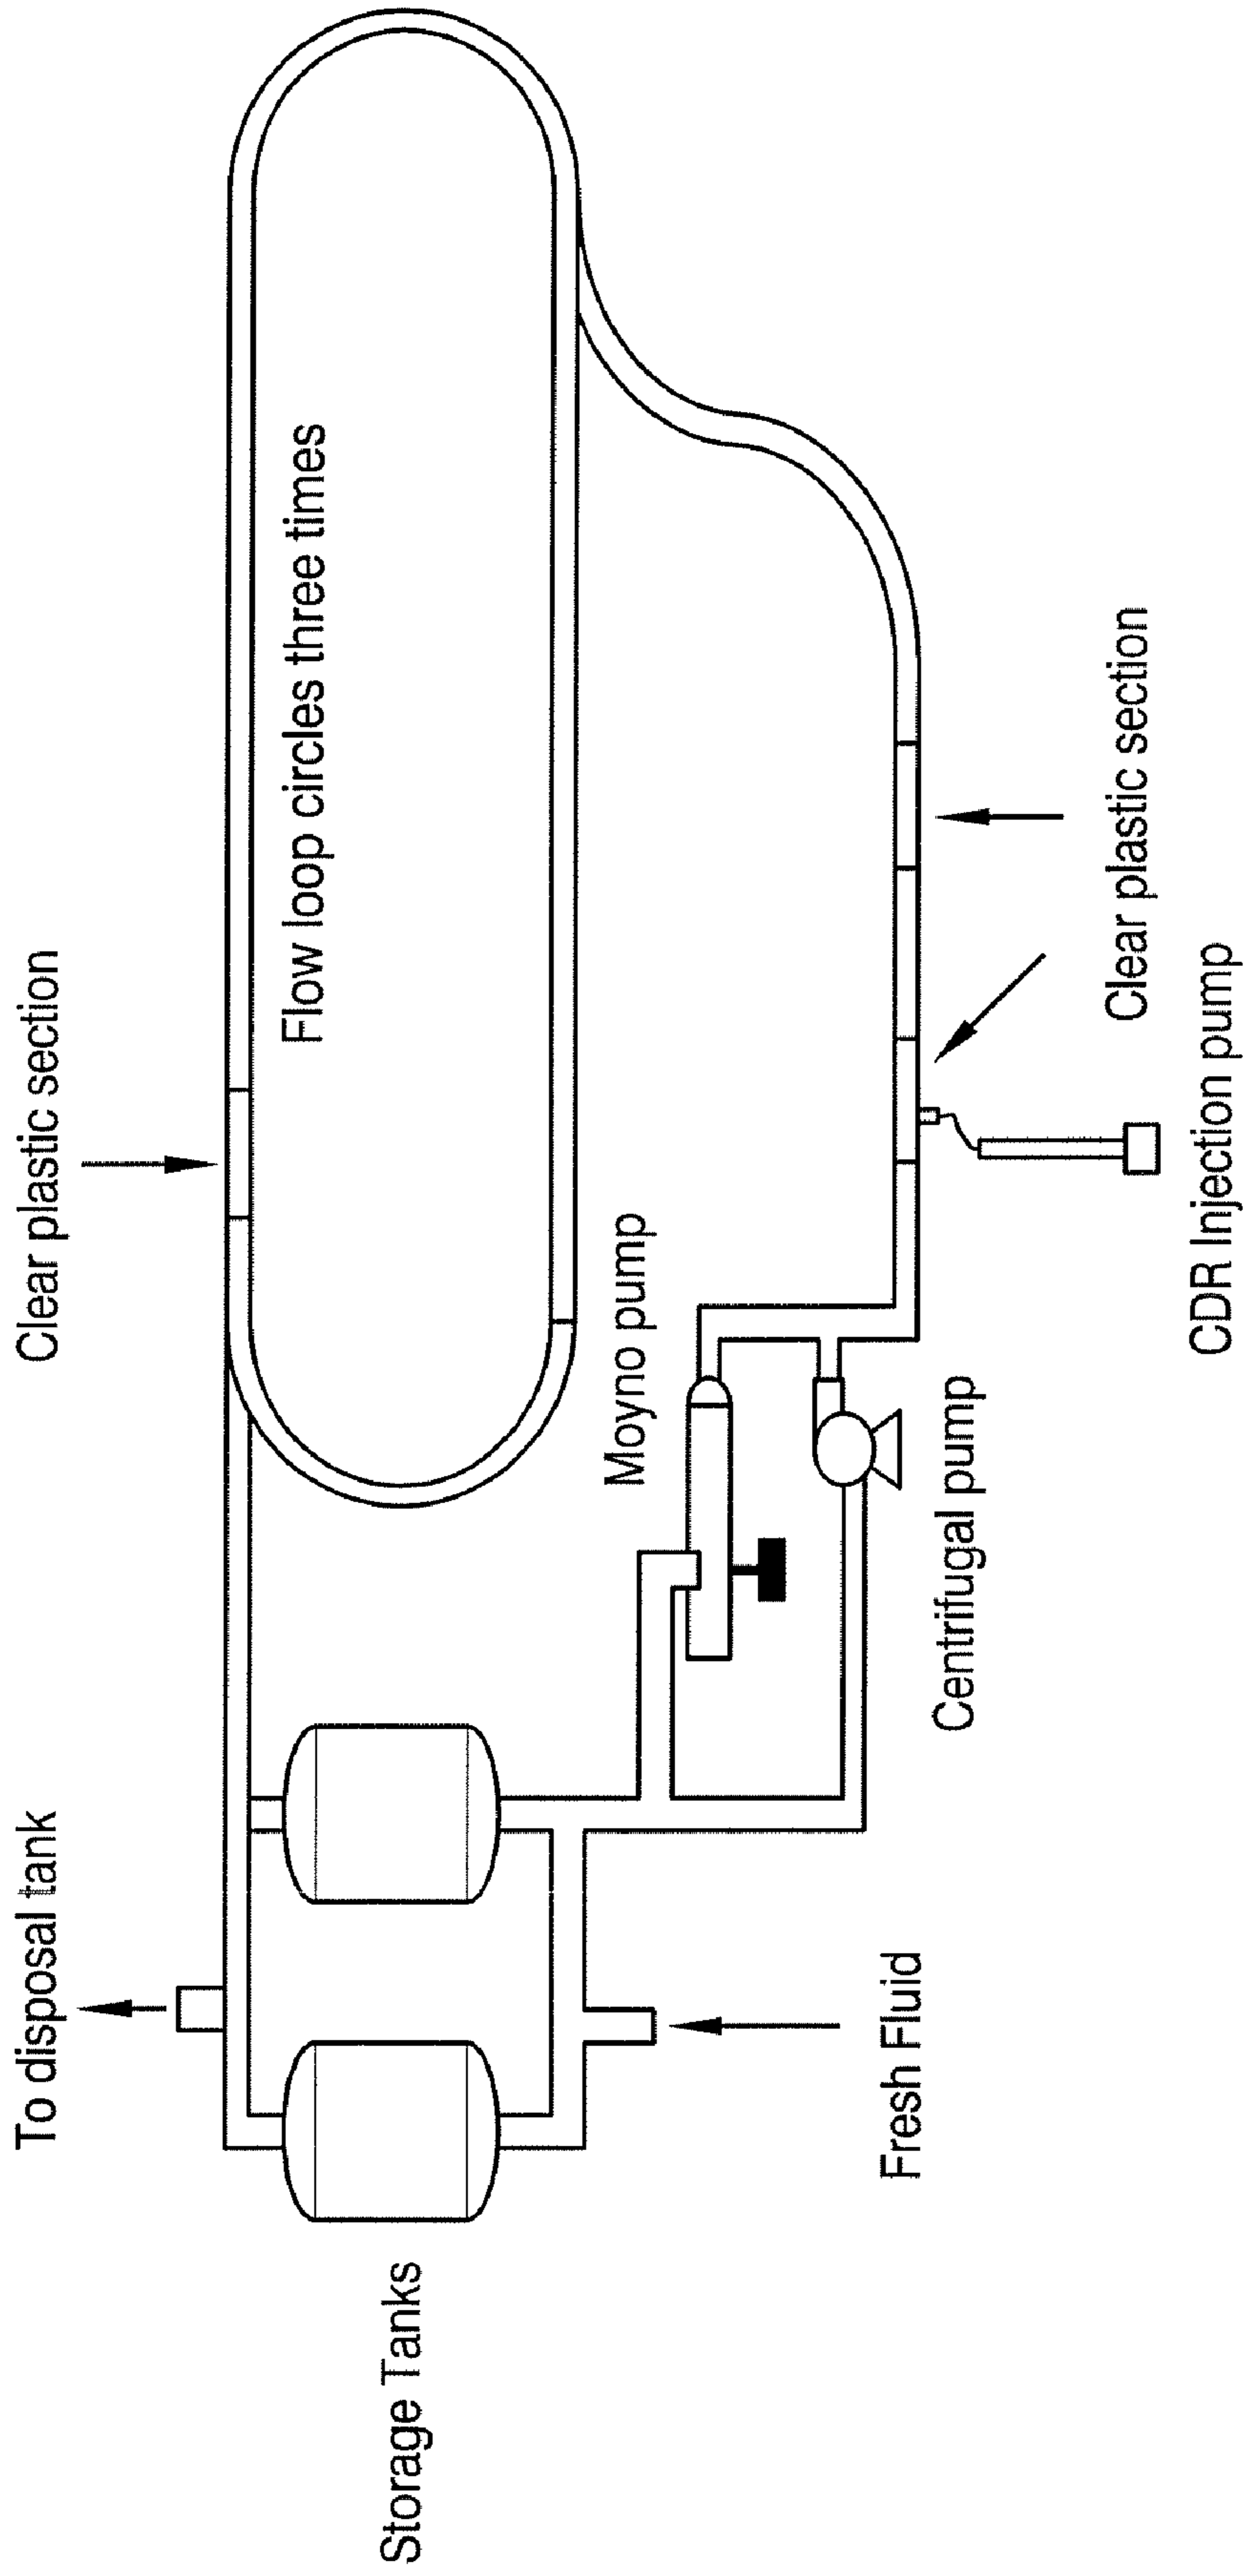 To disposal tank
Clear plastic section
Storage Tanks
Flow loop circles three times
Moyno pump
Fresh Fluid
Centrifugal pump
Clear plastic section
CDR Injection pump